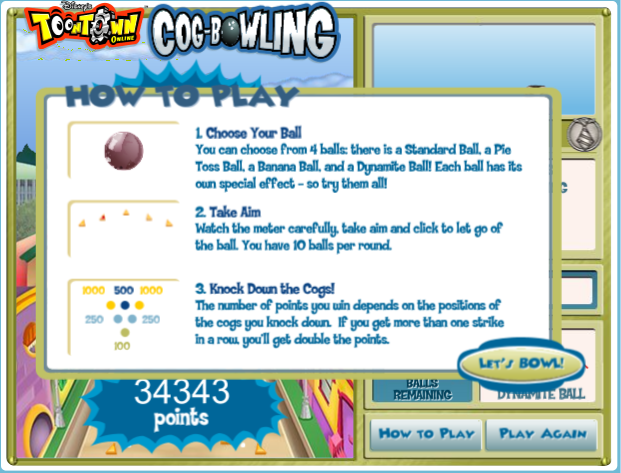 Disney's
TOONTOWN
ONLINE
COG-BOWLING
HOW TO PLAY
1. Choose Your Ball
You can choose from 4 balls: there is a Standard Ball, a Pie
Toss Ball, a Banana Ball, and a Dynamite Ball! Each ball has its
own special effect - so try them all!
2. Take Aim
Watch the meter carefully, take aim and click to let go of
the ball. You have 10 balls per round.
1000 500 1000
250 250
100
3. Knock Down the Cogs!
The number of points you win depends on the positions of
the cogs you knock down. If you get more than one strike
in a row, you'll get double the points.
LET'S BOWL!
34343
points
BALLS
REMAINING
DYNAMITE BALL
HOW TO PLAY
PLAY AGAIN